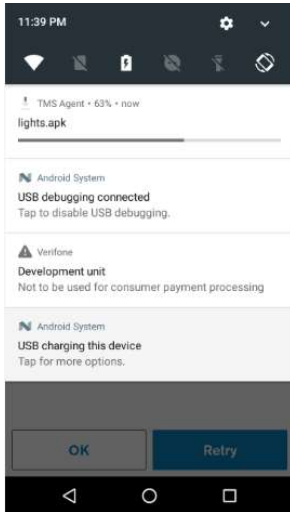 11:39 PM
TMS Agent • 63% • now
lights.apk
Android System
USB debugging connected
Tap to disable USB debugging.
Verifone
Development unit
Not to be used for consumer payment processing
Android System
USB charging this device
Tap for more options.
OK
Retry